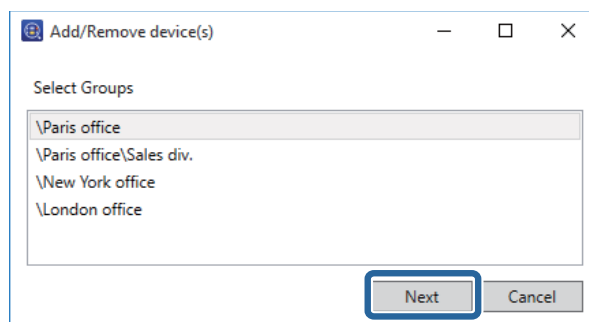 Add/Remove device(s)
Select Groups
\Paris office
\Paris office\Sales div.
\New York office
\London office
Next Cancel